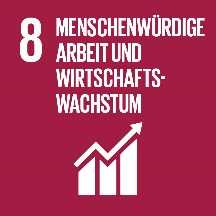 8 MENSCHENWÜRDIGE
ARBEIT UND
WIRTSCHAFTS-
WACHSTUM